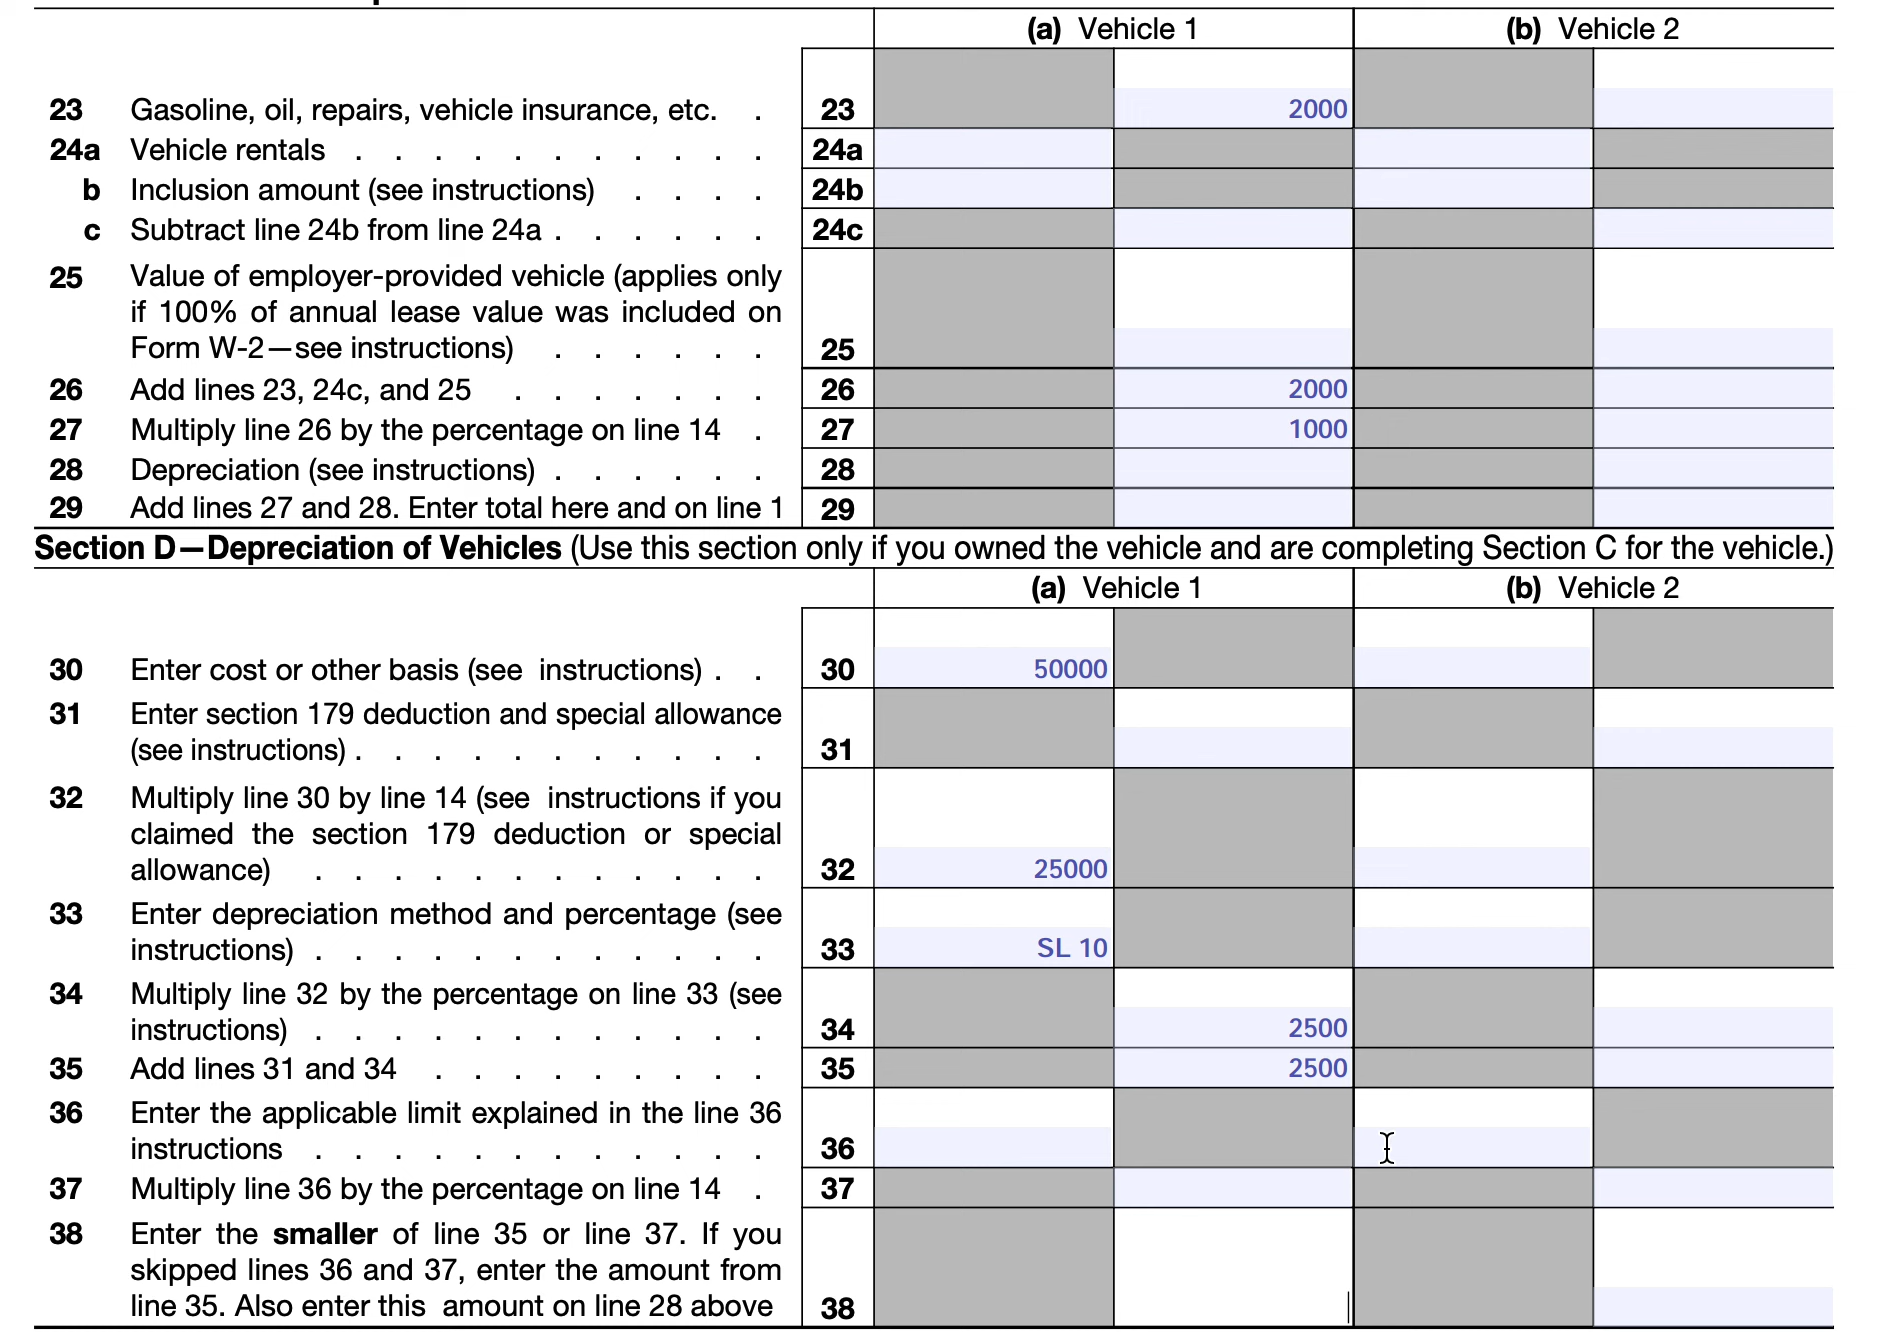 (a) Vehicle 1 (b) Vehicle 2
23 Gasoline, oil, repairs, vehicle insurance, etc. . 23 2000
24a Vehicle rentals . . . . . . . . . . . 24a
b Inclusion amount (see instructions) . . . . 24b
c Subtract line 24b from line 24a . . . . . . 24c
25 Value of employer-provided vehicle (applies only
if 100% of annual lease value was included on
Form W-2—see instructions) . . . . . . 25
26 Add lines 23, 24c, and 25 . . . . . . . 26 2000
27 Multiply line 26 by the percentage on line 14 . 27 1000
28 Depreciation (see instructions) . . . . . . 28
29 Add lines 27 and 28. Enter total here and on line 1 29
Section D—Depreciation of Vehicles (Use this section only if you owned the vehicle and are completing Section C for the vehicle.)
(a) Vehicle 1 (b) Vehicle 2
30 Enter cost or other basis (see instructions) . . 30 50000
31 Enter section 179 deduction and special allowance
(see instructions) . . . . . . . . . . . 31
32 Multiply line 30 by line 14 (see instructions if you
claimed the section 179 deduction or special
allowance) . . . . . . . . . . . . 32 25000
33 Enter depreciation method and percentage (see
instructions) . . . . . . . . . . . . 33 SL 10
34 Multiply line 32 by the percentage on line 33 (see
instructions) . . . . . . . . . . . . 34 2500
35 Add lines 31 and 34 . . . . . . . . . 35 2500
36 Enter the applicable limit explained in the line 36
instructions . . . . . . . . . . . . 36
37 Multiply line 36 by the percentage on line 14 . 37
38 Enter the smaller of line 35 or line 37. If you
skipped lines 36 and 37, enter the amount from
line 35. Also enter this amount on line 28 above 38